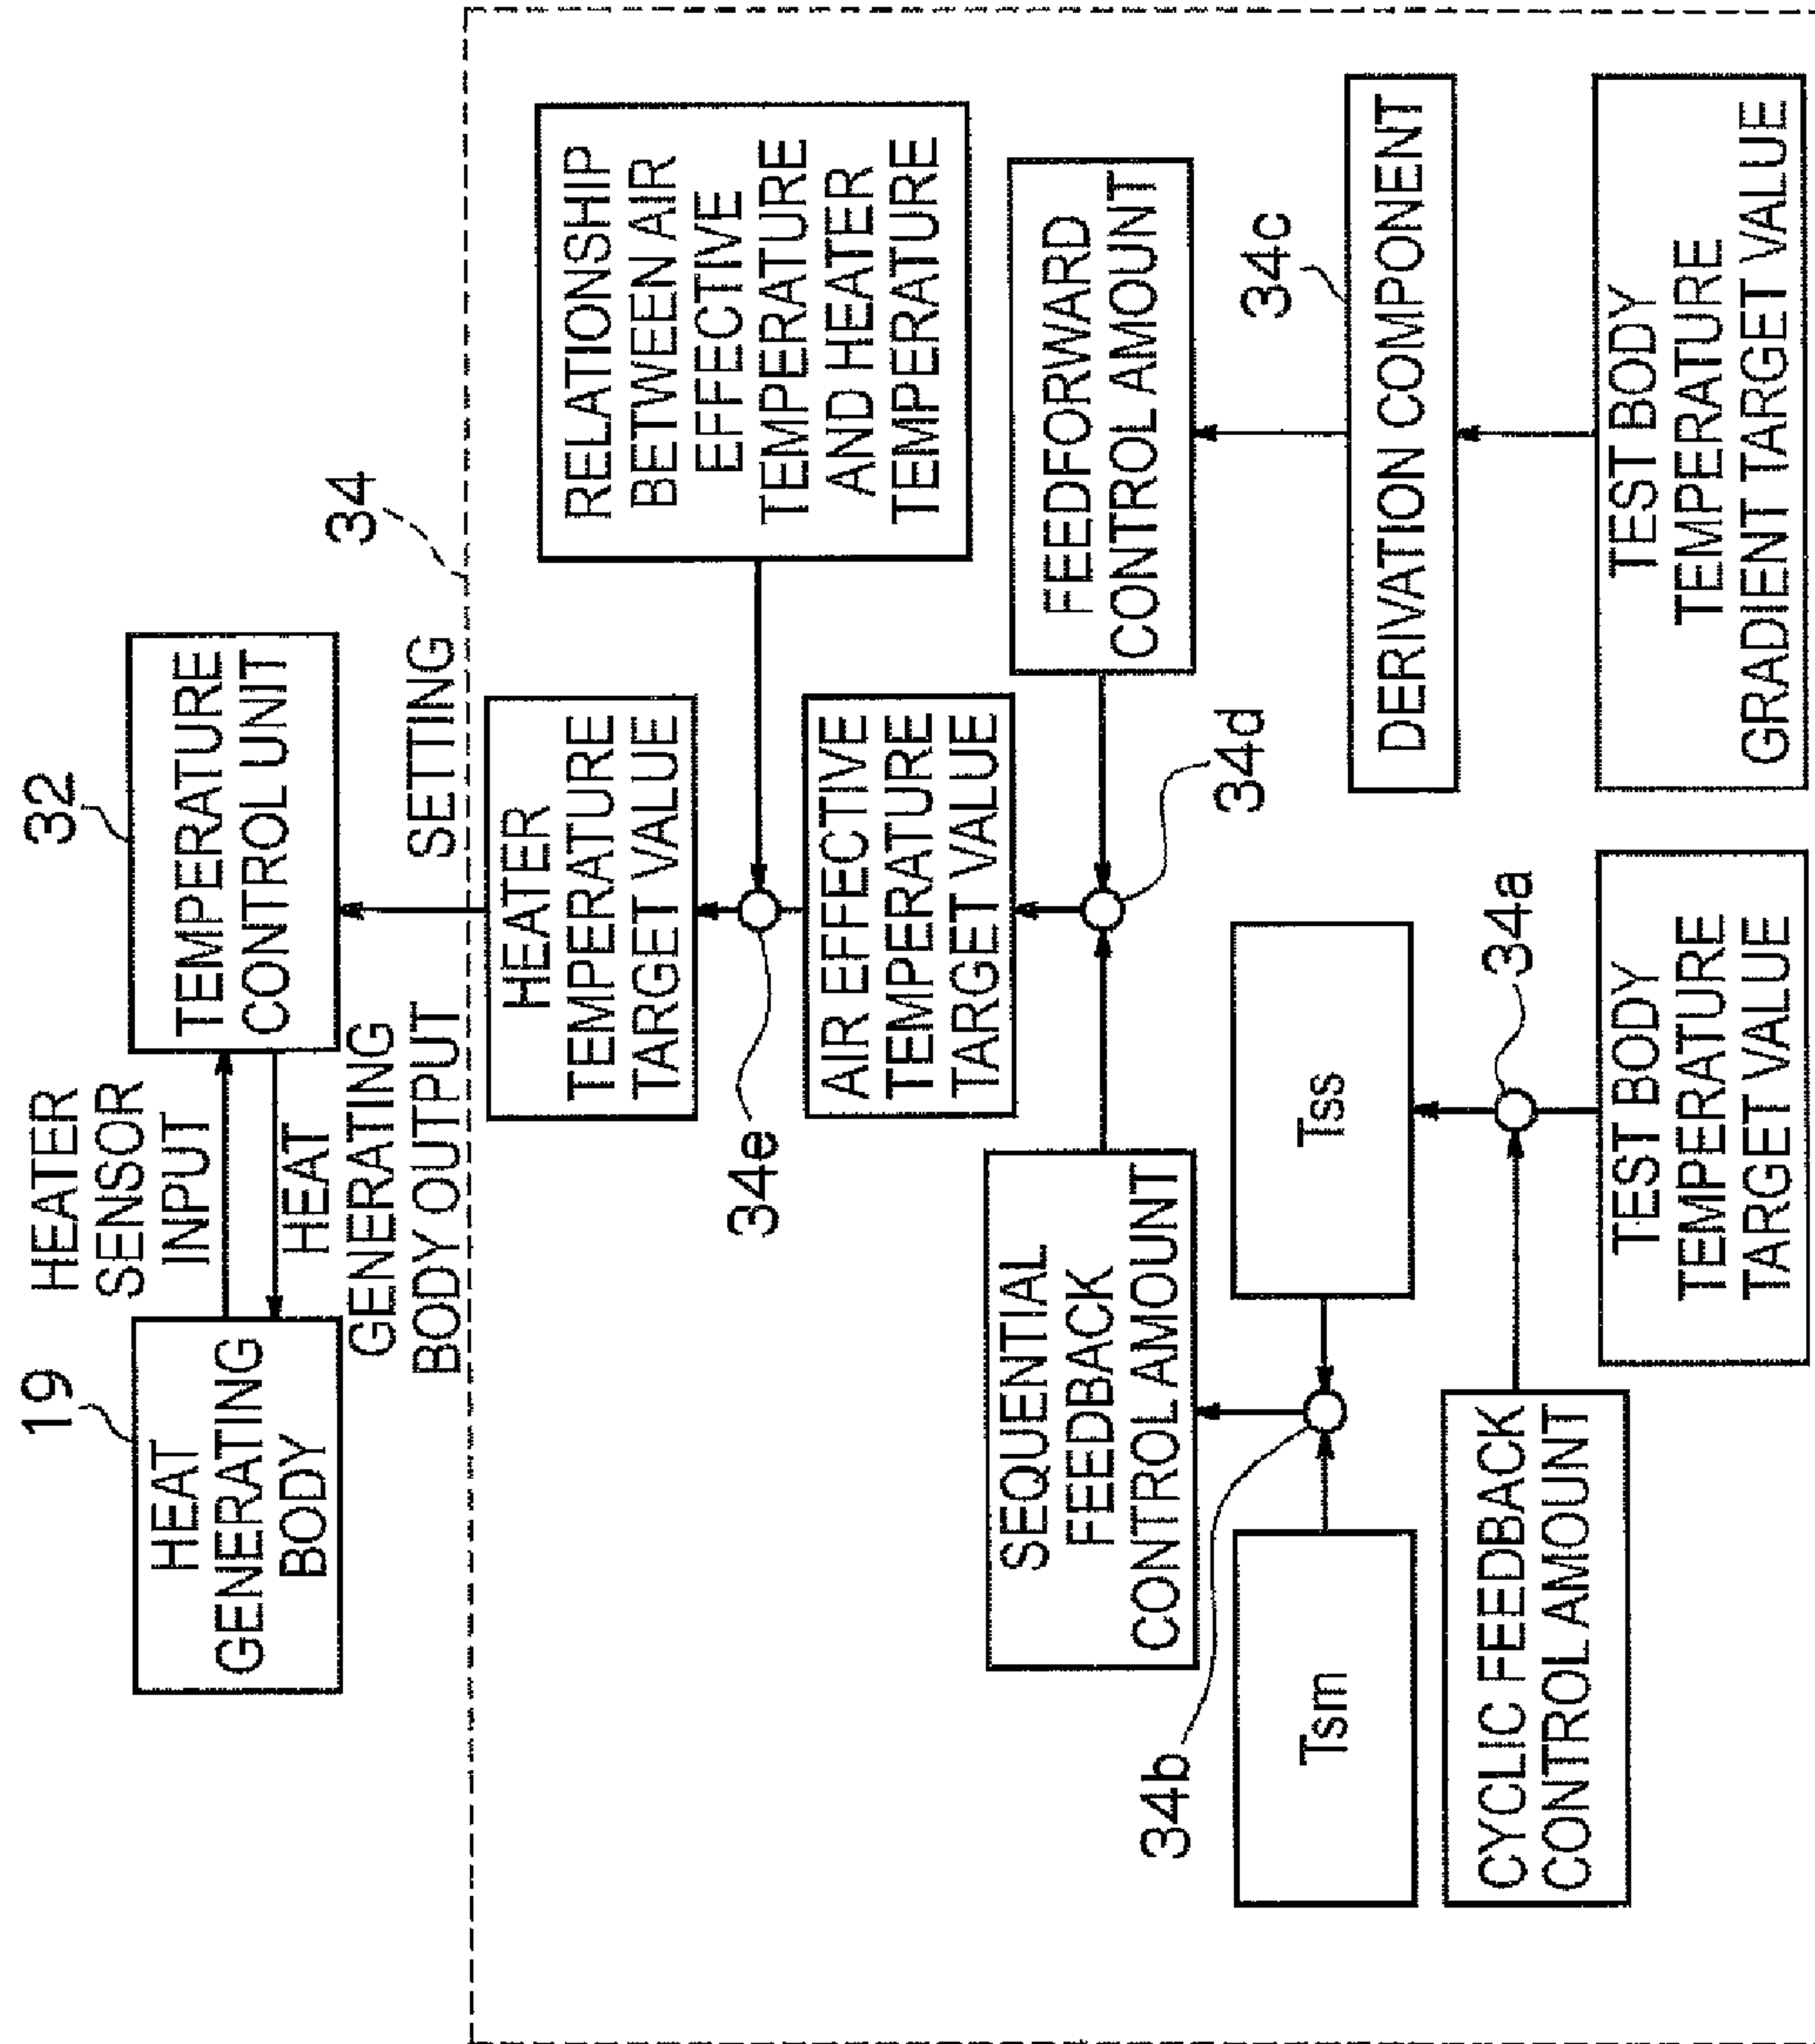 19
HEAT
GENERATING
BODY
HEATER
SENSOR
INPUT
HEAT
GENERATING
BODY OUTPUT
32
TEMPERATURE
CONTROL UNIT
SETTING
34
HEATER
TEMPERATURE
TARGET VALUE
RELATIONSHIP
BETWEEN AIR
EFFECTIVE
TEMPERATURE
AND HEATER
TEMPERATURE
34e
AIR EFFECTIVE
TEMPERATURE
TARGET VALUE
SEQUENTIAL
FEEDBACK
CONTROL AMOUNT
34d
FEEDFORWARD
CONTROL AMOUNT
34b
Tsm
Tss
34c
DERIVATION COMPONENT
CYCLIC FEEDBACK
CONTROL AMOUNT
34a
TEST BODY
TEMPERATURE
TARGET VALUE
TEST BODY
TEMPERATURE
GRADIENT TARGET VALUE